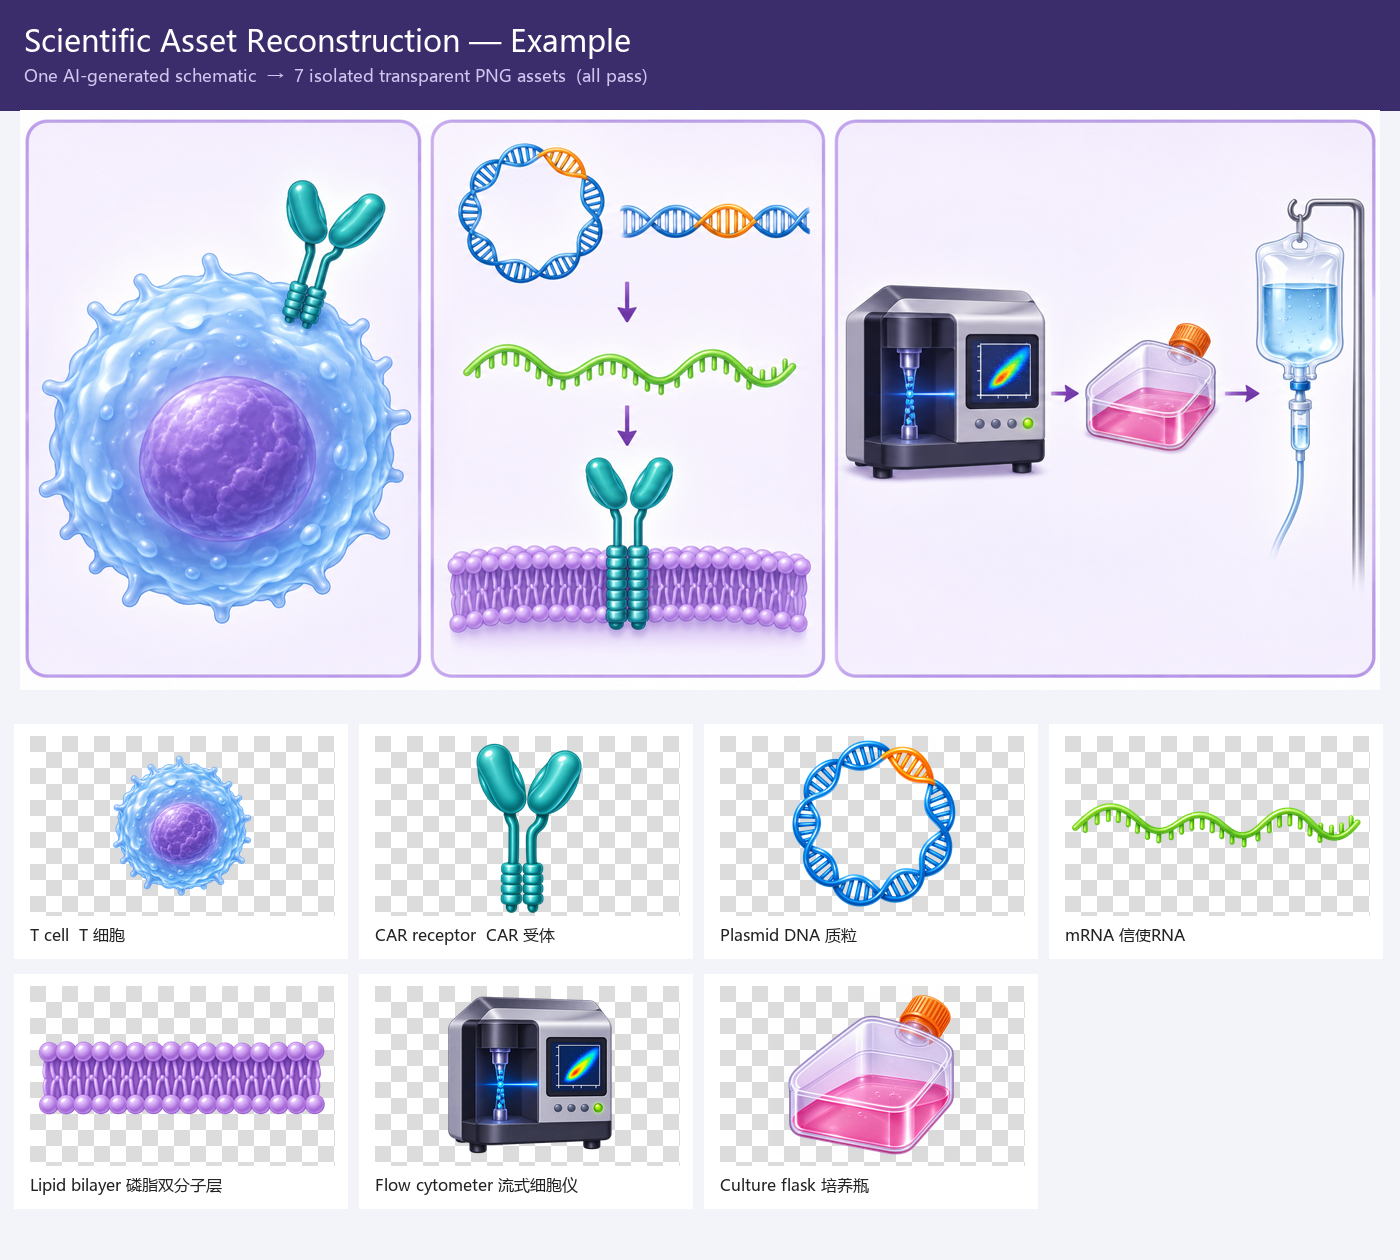 Scientific Asset Reconstruction — Example
One AI-generated schematic → 7 isolated transparent PNG assets (all pass)
T cell T 细胞
CAR receptor CAR 受体
Plasmid DNA 质粒
mRNA 信使RNA
Lipid bilayer 磷脂双分子层
Flow cytometer 流式细胞仪
Culture flask 培养瓶